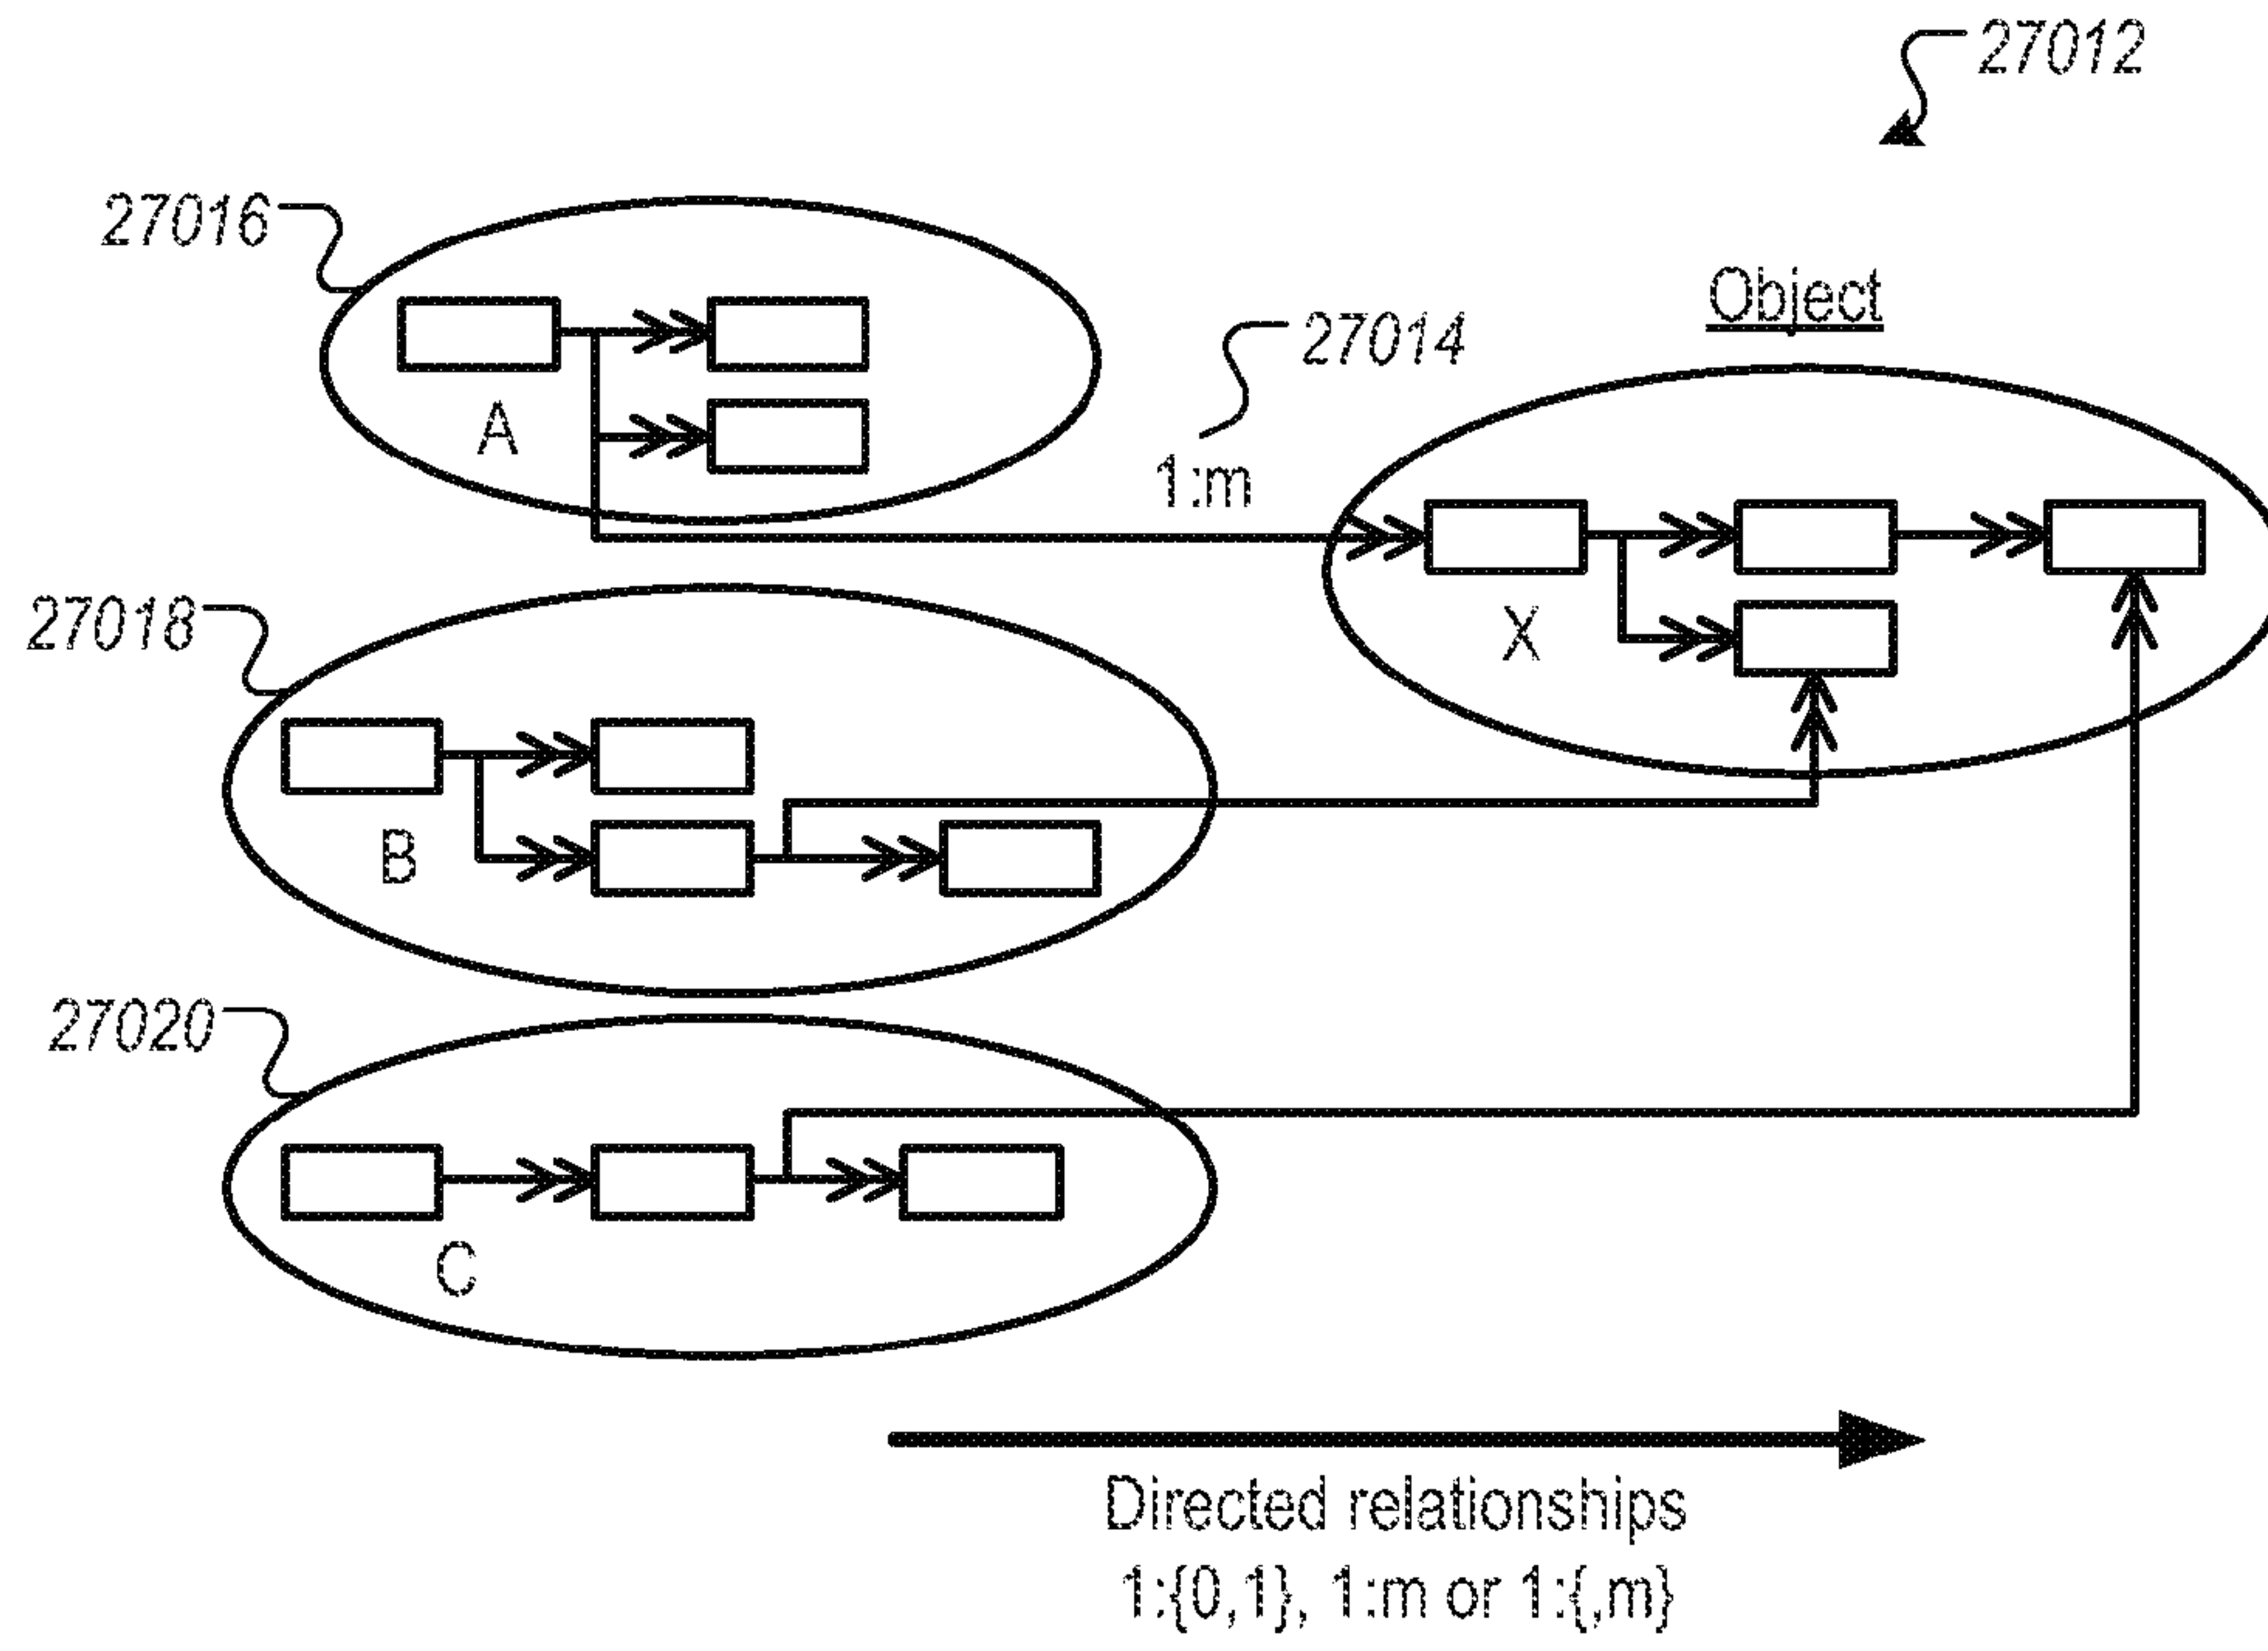 27012
27016
Object
27014
A
1:m
27018
X
B
27020
C
Directed relationships
1:{0,1}, 1:m or 1:{,m}